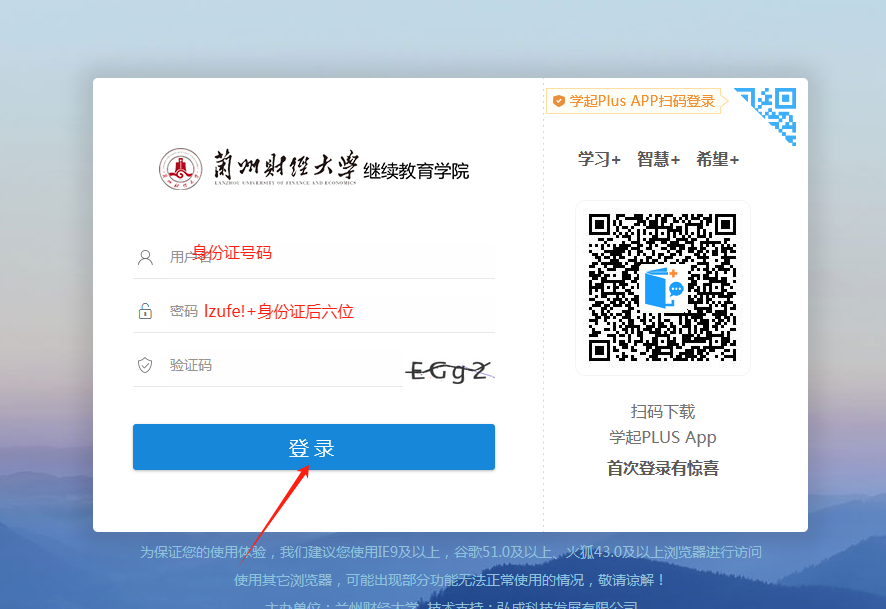 学起Plus APP扫码登录
兰州财经大学 继续教育学院
LANZHOU UNIVERSITY OF FINANCE AND ECONOMICS
学习+ 智慧+ 希望+
用户名 身份证号码
密码 lzufe!+身份证后六位
验证码 EGg2
登录
扫码下载
学起PLUS App
首次登录有惊喜
为保证您的使用体验，我们建议您使用IE9及以上，谷歌51.0及以上、火狐43.0及以上浏览器进行访问
使用其它浏览器，可能出现部分功能无法正常使用的情况，敬请谅解！
主办单位：兰州财经大学 技术支持：弘成科技发展有限公司